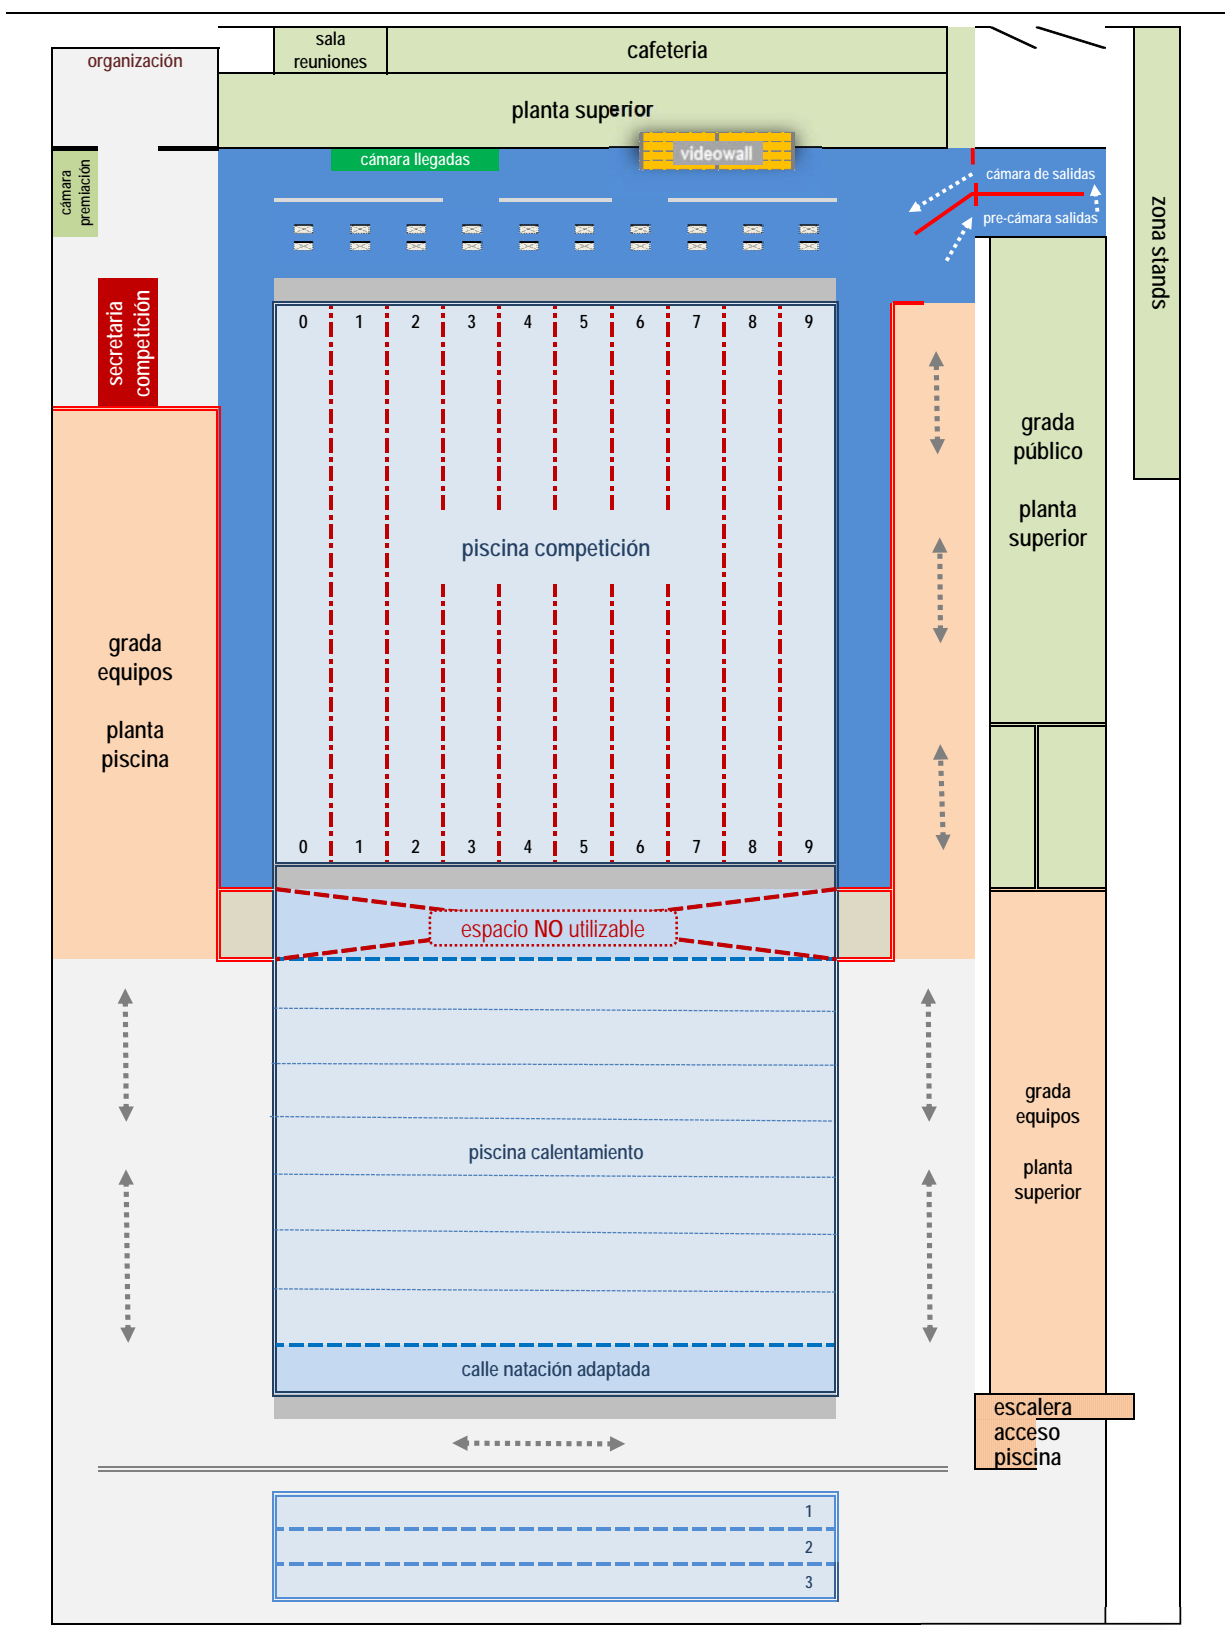 sala
reuniones
cafeteria
organización
planta superior
cámara llegadas
videowall
cámara
premiación
cámara de salidas
pre-cámara salidas
zona stands
secretaria
competición
0 1 2 3 4 5 6 7 8 9
grada
público
planta
superior
piscina competición
grada
equipos
planta
piscina
0 1 2 3 4 5 6 7 8 9
espacio NO utilizable
grada
equipos
planta
superior
piscina calentamiento
calle natación adaptada
escalera
acceso
piscina
1
2
3